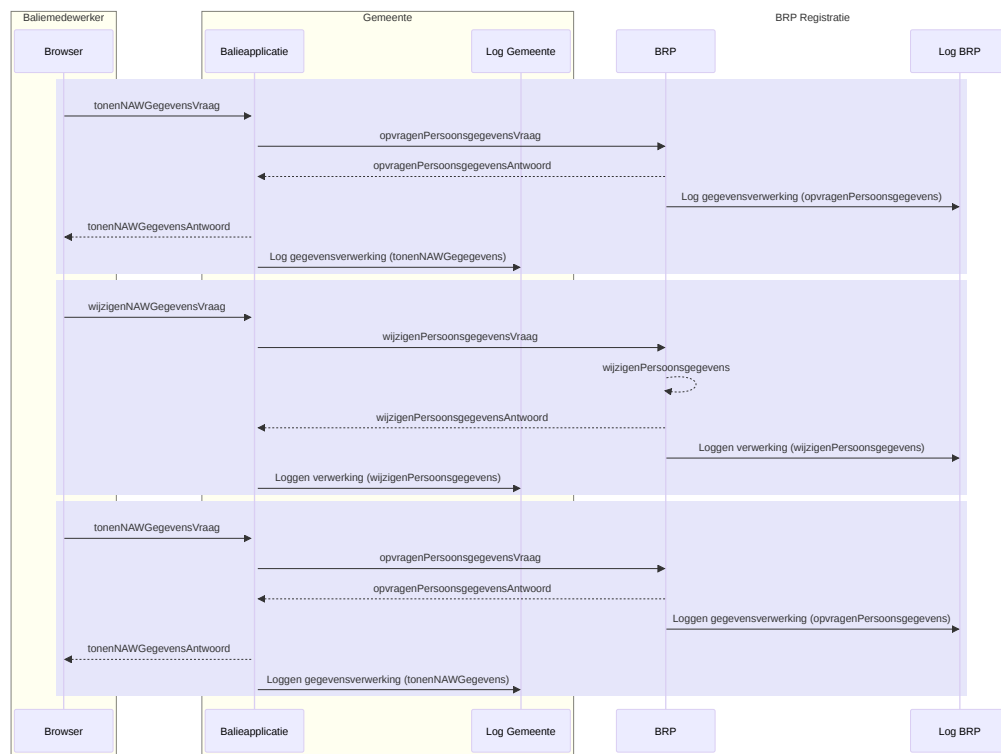 Baliemedewerker
Gemeente
BRP Registratie
Browser
Balieapplicatie
Log Gemeente
BRP
Log BRP
tonenNAWGegevensVraag
opvragenPersoonsgegevensVraag
opvragenPersoonsgegevensAntwoord
Log gegevensverwerking (opvragenPersoonsgegevens)
tonenNAWGegevensAntwoord
Log gegevensverwerking (tonenNAWGegegevens)
wijzigenNAWGegevensVraag
wijzigenPersoonsgegevensVraag
wijzigenPersoonsgegevens
wijzigenPersoonsgegevensAntwoord
Loggen verwerking (wijzigenPersoonsgegevens)
Loggen verwerking (wijzigenPersoonsgegevens)
tonenNAWGegevensVraag
opvragenPersoonsgegevensVraag
opvragenPersoonsgegevensAntwoord
Loggen gegevensverwerking (opvragenPersoonsgegevens)
tonenNAWGegevensAntwoord
Loggen gegevensverwerking (tonenNAWGegevens)
Browser
Balieapplicatie
Log Gemeente
BRP
Log BRP